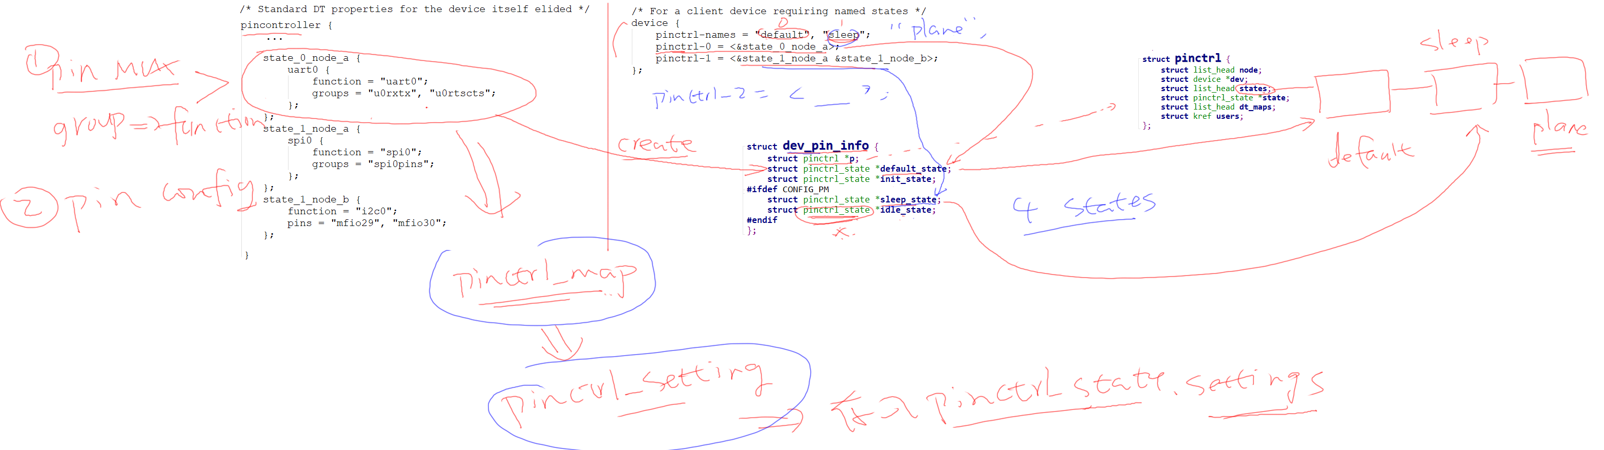 /* Standard DT properties for the device itself elided */
pincontroller {
...
state_0_node_a {
uart0 {
function = "uart0";
groups = "u0rxtx", "u0rtscts";
};
};
state_1_node_a {
spi0 {
function = "spi0";
groups = "spi0pins";
};
};
state_1_node_b {
function = "i2c0";
pins = "mfio29", "mfio30";
};
}
① pin MUX
group => function
② pin config
/* For a client device requiring named states */
device {
0 1
pinctrl-names = "default", "sleep";
"plane",
pinctrl-0 = <&state_0_node_a>;
pinctrl-1 = <&state_1_node_a &state_1_node_b>;
};
pinctrl-2 = < >;
create
struct dev_pin_info {
struct pinctrl *p;
struct pinctrl_state *default_state;
struct pinctrl_state *init_state;
#ifdef CONFIG_PM
struct pinctrl_state *sleep_state;
struct pinctrl_state *idle_state;
#endif
};
4 states
struct pinctrl {
struct list_head node;
struct device *dev;
struct list_head states;
struct pinctrl_state *state;
struct list_head dt_maps;
struct kref users;
};
sleep
default
plane
pinctrl_map
pinctrl_setting
存入 pinctrl_state.settings